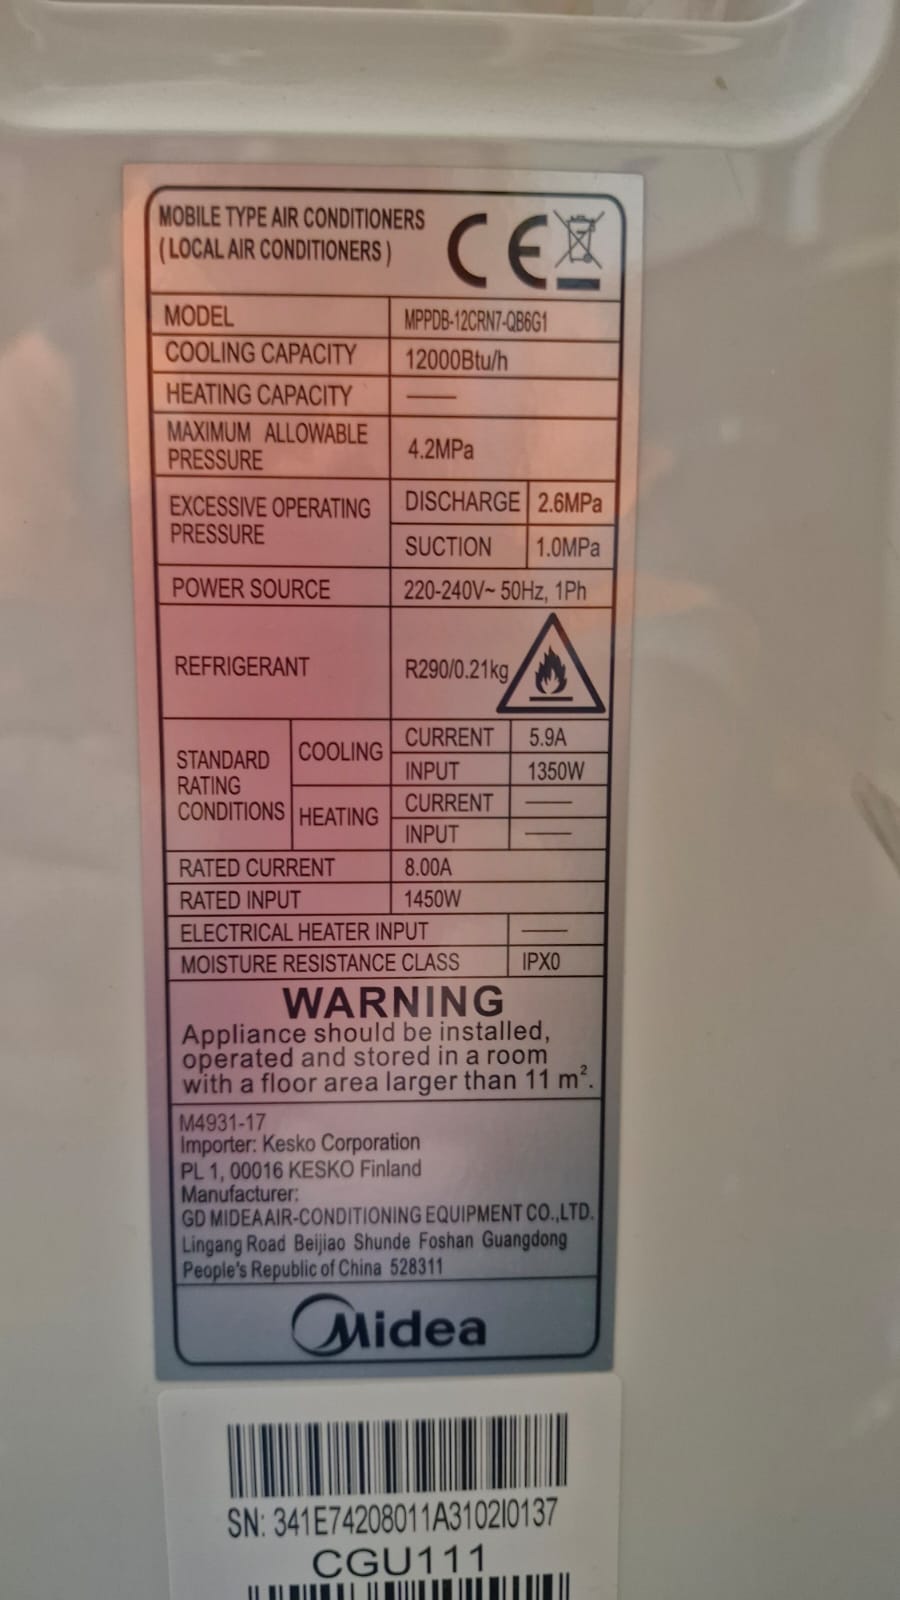 MOBILE TYPE AIR CONDITIONERS
(LOCAL AIR CONDITIONERS)
CE
MODEL MPPDB-12CRN7-QB6G1
COOLING CAPACITY 12000Btu/h
HEATING CAPACITY ——
MAXIMUM ALLOWABLE
PRESSURE 4.2MPa
EXCESSIVE OPERATING
PRESSURE
DISCHARGE 2.6MPa
SUCTION 1.0MPa
POWER SOURCE 220-240V~ 50Hz, 1Ph
REFRIGERANT R290/0.21kg
STANDARD
RATING
CONDITIONS
COOLING
CURRENT 5.9A
INPUT 1350W
HEATING
CURRENT ——
INPUT ——
RATED CURRENT 8.00A
RATED INPUT 1450W
ELECTRICAL HEATER INPUT ——
MOISTURE RESISTANCE CLASS IPX0
WARNING
Appliance should be installed,
operated and stored in a room
with a floor area larger than 11 m².
M4931-17
Importer: Kesko Corporation
PL 1, 00016 KESKO Finland
Manufacturer:
GD MIDEA AIR-CONDITIONING EQUIPMENT CO.,LTD.
Lingang Road Beijiao Shunde Foshan Guangdong
People's Republic of China 528311
Midea
SN: 341E74208011A3102I0137
CGU111